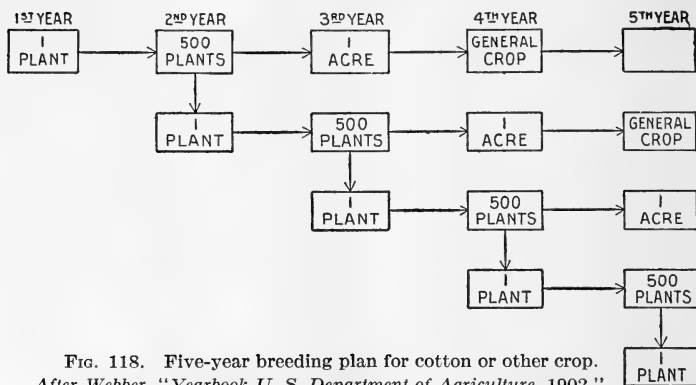 1ST YEAR 2ND YEAR 3RD YEAR 4TH YEAR 5TH YEAR
1 PLANT
500 PLANTS
1 ACRE
GENERAL CROP
1 PLANT
500 PLANTS
1 ACRE
GENERAL CROP
1 PLANT
500 PLANTS
1 ACRE
1 PLANT
500 PLANTS
1 PLANT
FIG. 118. Five-year breeding plan for cotton or other crop.
After Webber, "Yearbook U. S. Department of Agriculture, 1902."